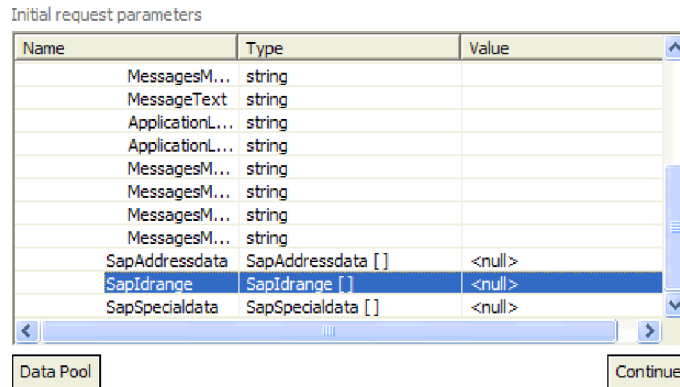 Initial request parameters
Name Type Value
MessagesM... string
MessageText string
ApplicationL... string
ApplicationL... string
MessagesM... string
MessagesM... string
MessagesM... string
MessagesM... string
SapAddressdata SapAddressdata [] <null>
SapIdrange SapIdrange [] <null>
SapSpecialdata SapSpecialdata [] <null>
Data Pool Continue